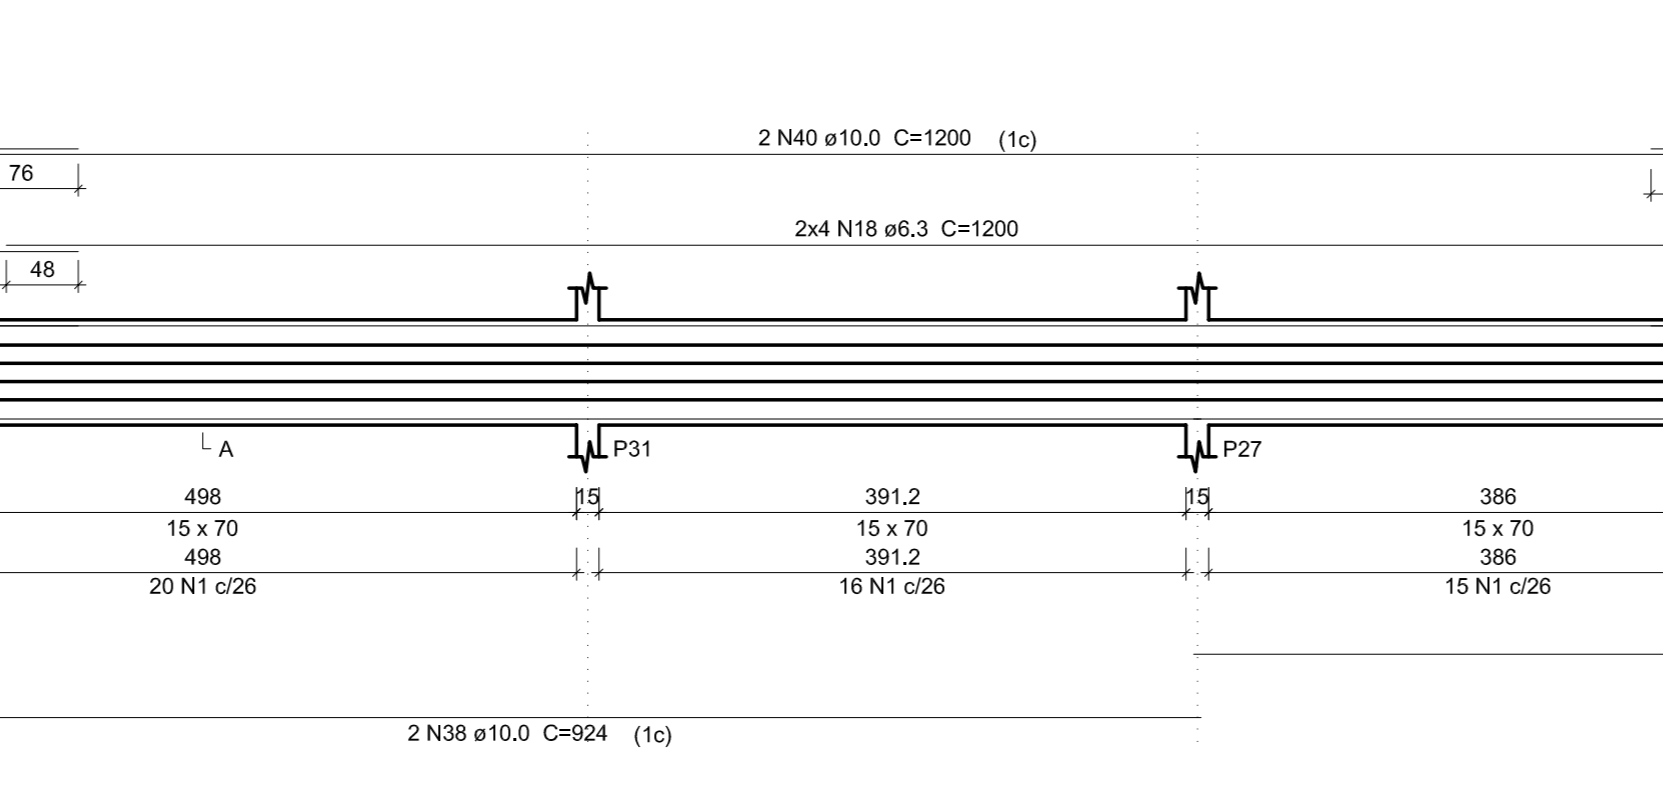 2 N40 ø10.0 C=1200 (1c)
76
2x4 N18 ø6.3 C=1200
48
A
P31
P27
498
15
391.2
15
386
15 x 70
15 x 70
15 x 70
498
391.2
386
20 N1 c/26
16 N1 c/26
15 N1 c/26
2 N38 ø10.0 C=924 (1c)